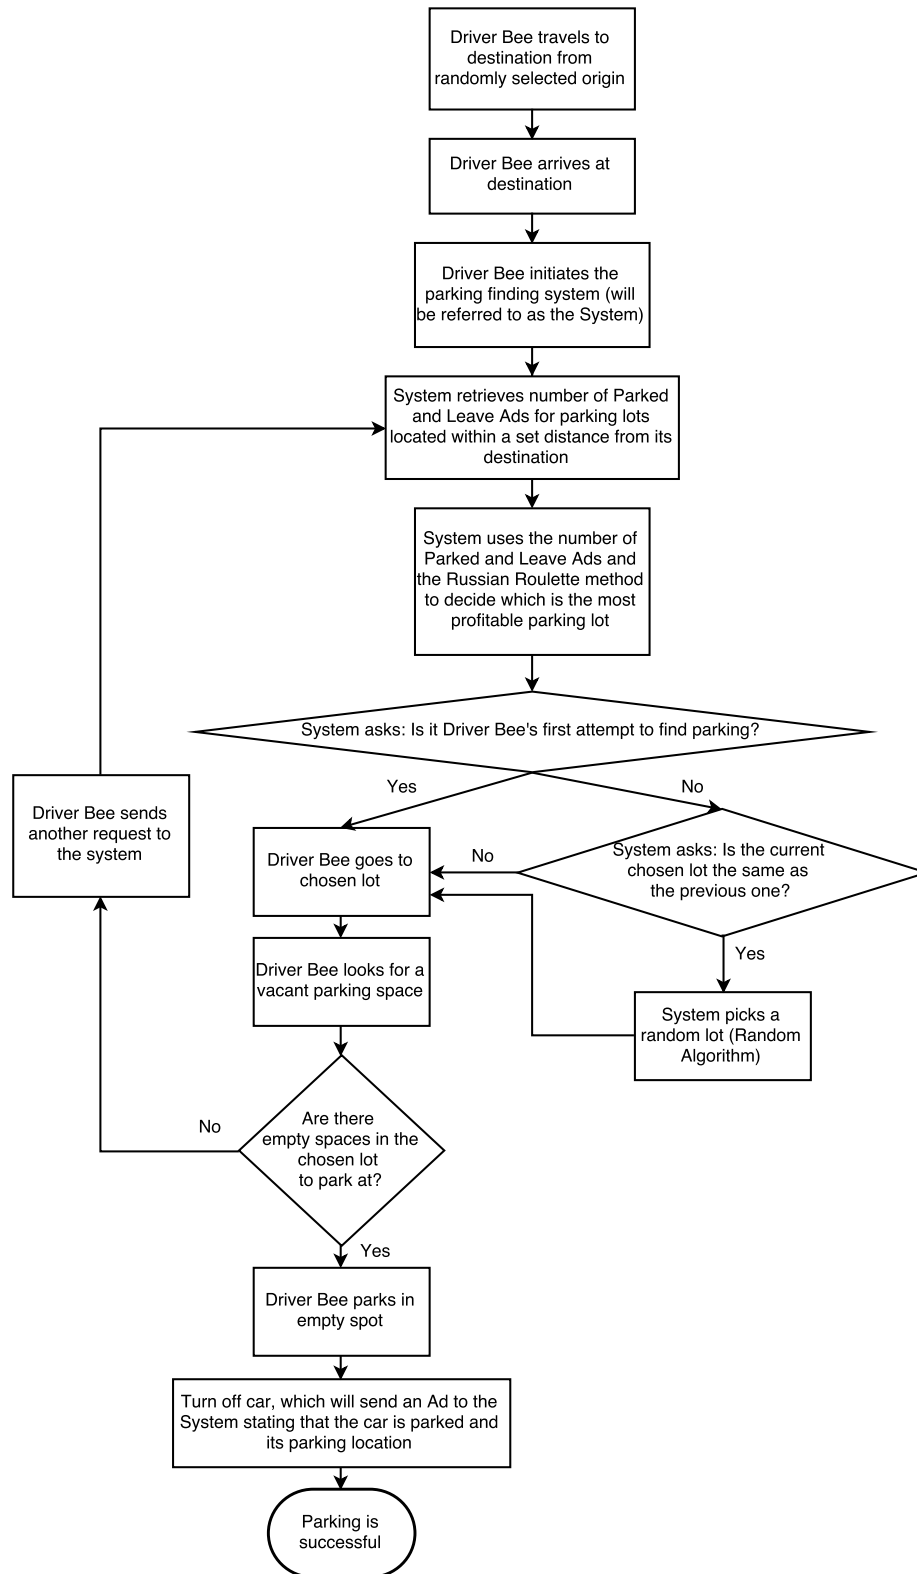 Driver Bee travels to
destination from
randomly selected origin
Driver Bee arrives at
destination
Driver Bee initiates the
parking finding system (will
be referred to as the System)
System retrieves number of Parked
and Leave Ads for parking lots
located within a set distance from its
destination
System uses the number of
Parked and Leave Ads and
the Russian Roulette method
to decide which is the most
profitable parking lot
System asks: Is it Driver Bee's first attempt to find parking?
Yes
No
Driver Bee sends
another request to
the system
Driver Bee goes to
chosen lot
No
System asks: Is the current
chosen lot the same as
the previous one?
Yes
Driver Bee looks for a
vacant parking space
System picks a
random lot (Random
Algorithm)
No
Are there
empty spaces in the
chosen lot
to park at?
Yes
Driver Bee parks in
empty spot
Turn off car, which will send an Ad to the
System stating that the car is parked and
its parking location
Parking is
successful